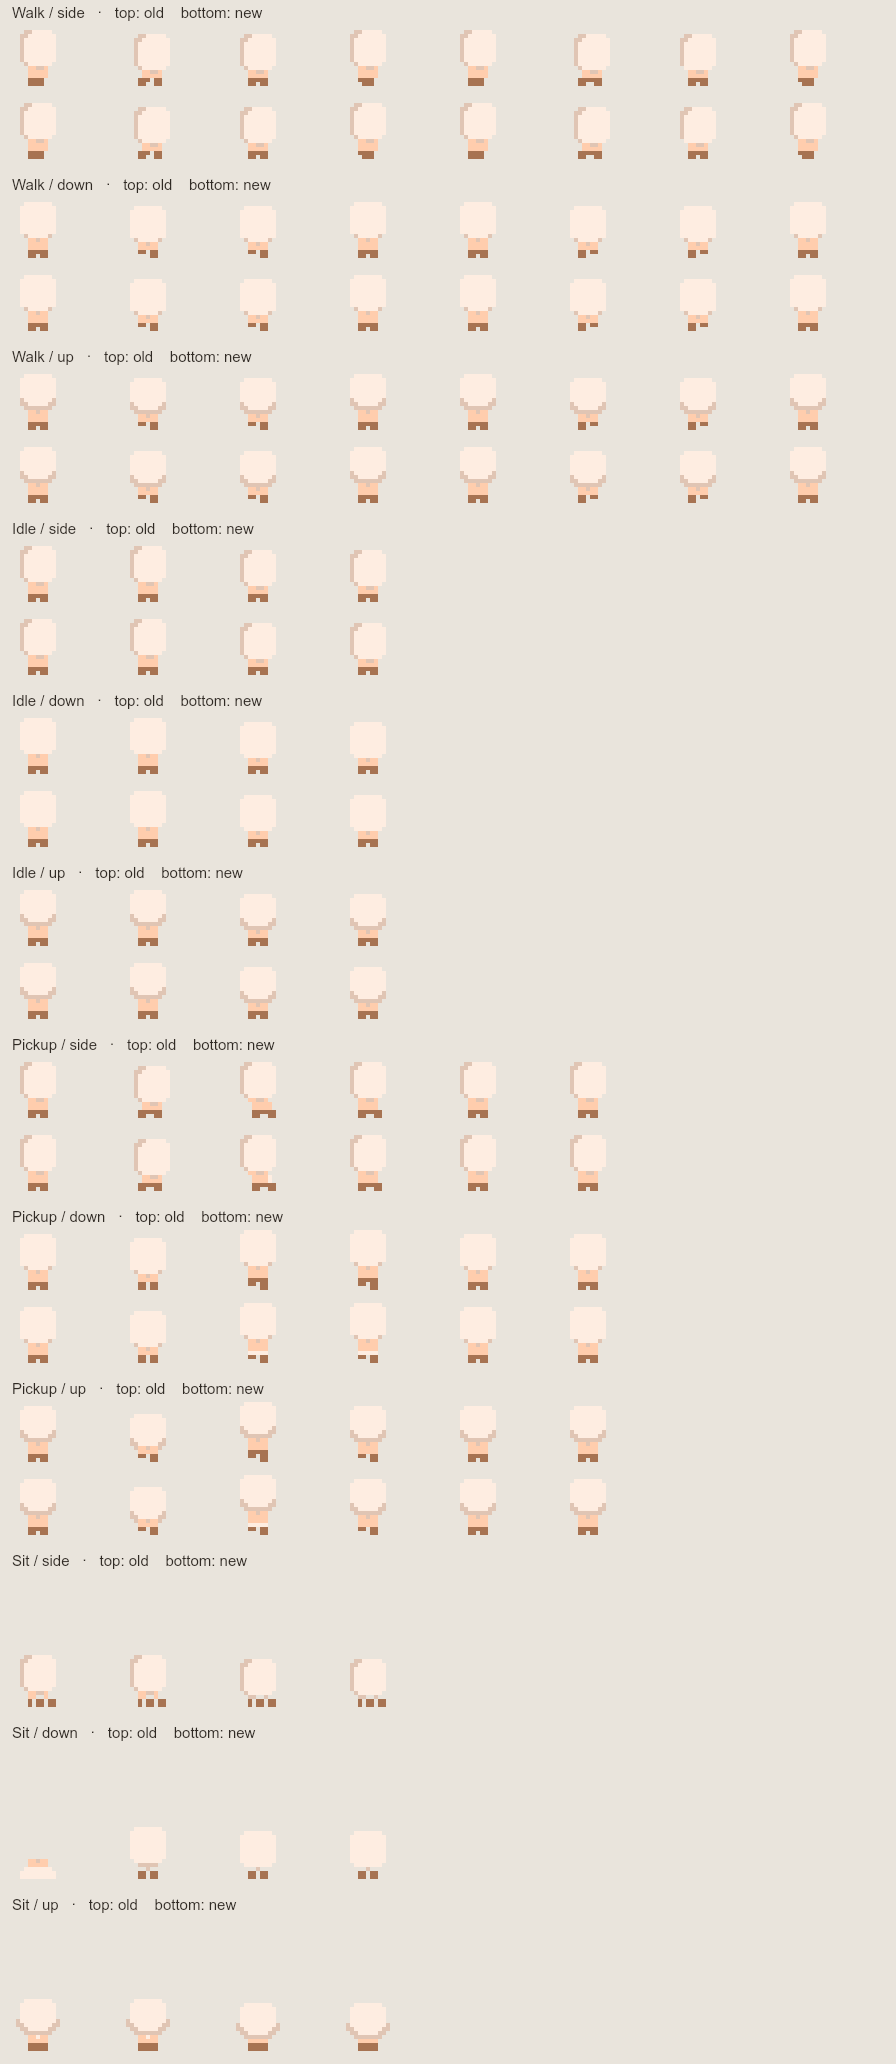 Walk / side · top: old bottom: new
Walk / down · top: old bottom: new
Walk / up · top: old bottom: new
Idle / side · top: old bottom: new
Idle / down · top: old bottom: new
Idle / up · top: old bottom: new
Pickup / side · top: old bottom: new
Pickup / down · top: old bottom: new
Pickup / up · top: old bottom: new
Sit / side · top: old bottom: new
Sit / down · top: old bottom: new
Sit / up · top: old bottom: new